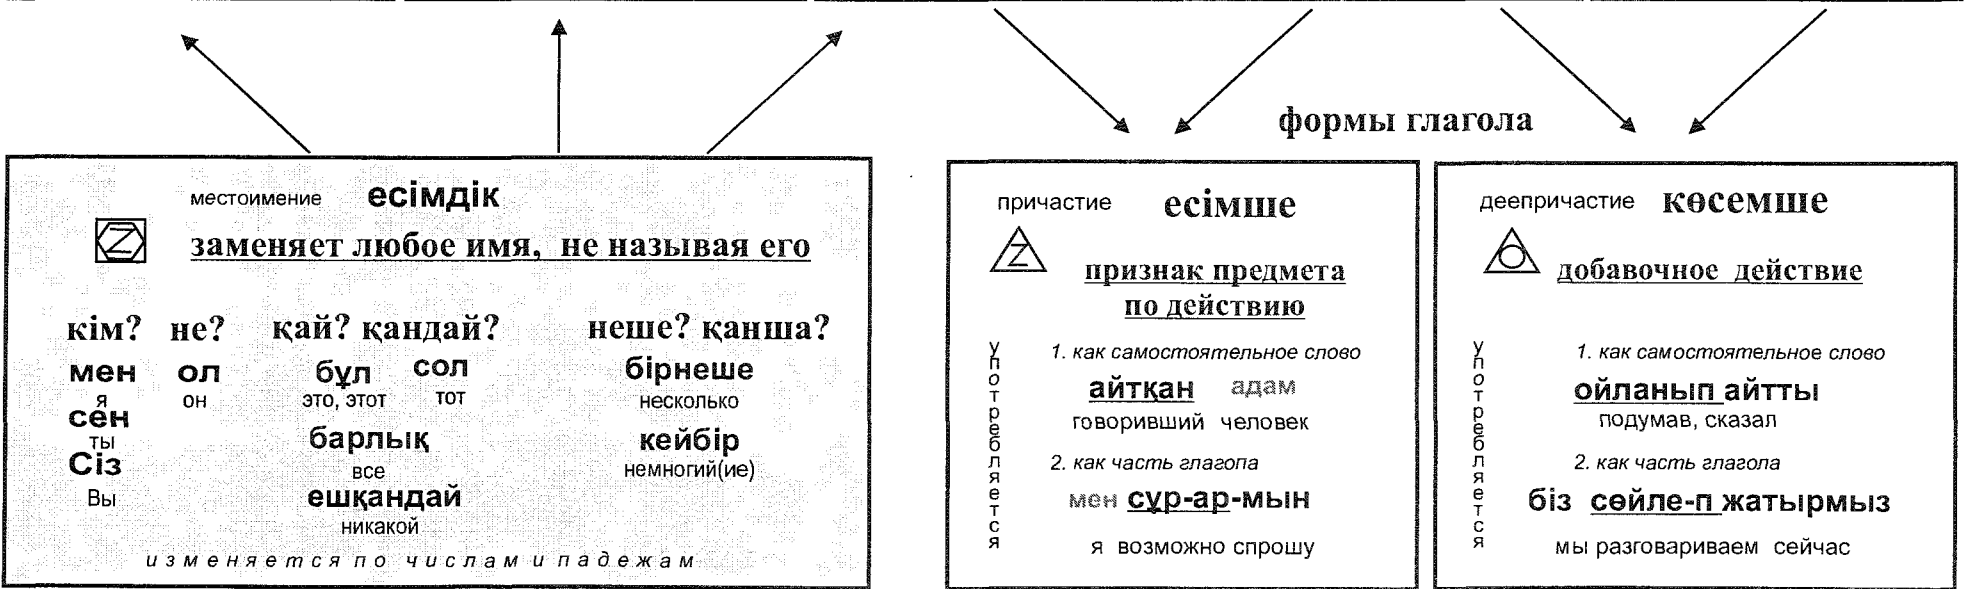 формы глагола
местоимение есімдік
Z
заменяет любое имя, не называя его
кім? не? қай? қандай? неше? қанша?
мен ол бұл сол бірнеше
я он это, этот тот несколько
сен
ты барлық кейбір
Сіз все немногий(ие)
Вы ешқандай
никакой
изменяется по числам и падежам
причастие есімше
Z
признак предмета
по действию
употребляется
1. как самостоятельное слово
айтқан адам
говоривший человек
2. как часть глагола
мен сұр-ар-мын
я возможно спрошу
деепричастие көсемше
добавочное действие
употребляется
1. как самостоятельное слово
ойланып айтты
подумав, сказал
2. как часть глагола
біз сөйле-п жатырмыз
мы разговариваем сейчас